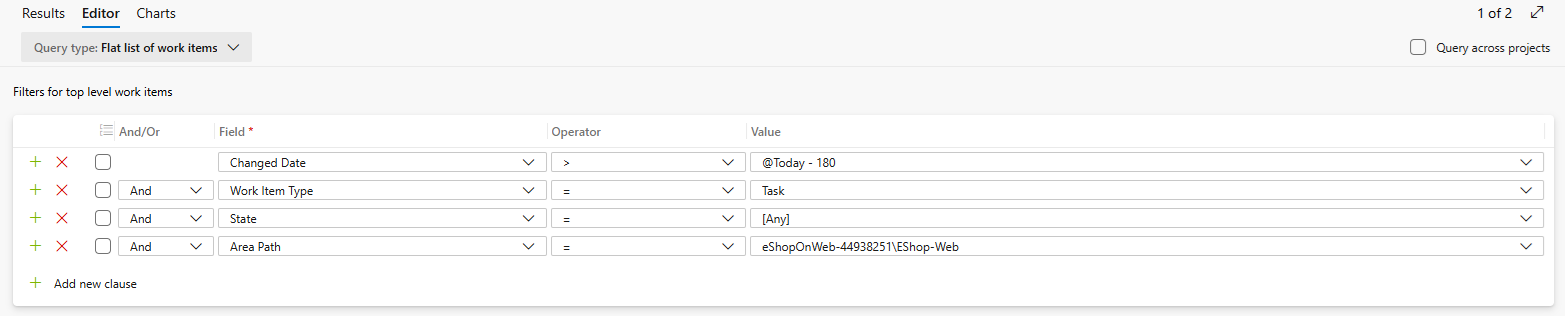 Results Editor Charts 1 of 2
Query type: Flat list of work items Query across projects
Filters for top level work items
And/Or Field * Operator Value
Changed Date > @Today - 180
And Work Item Type = Task
And State = [Any]
And Area Path = eShopOnWeb-44938251\EShop-Web
Add new clause